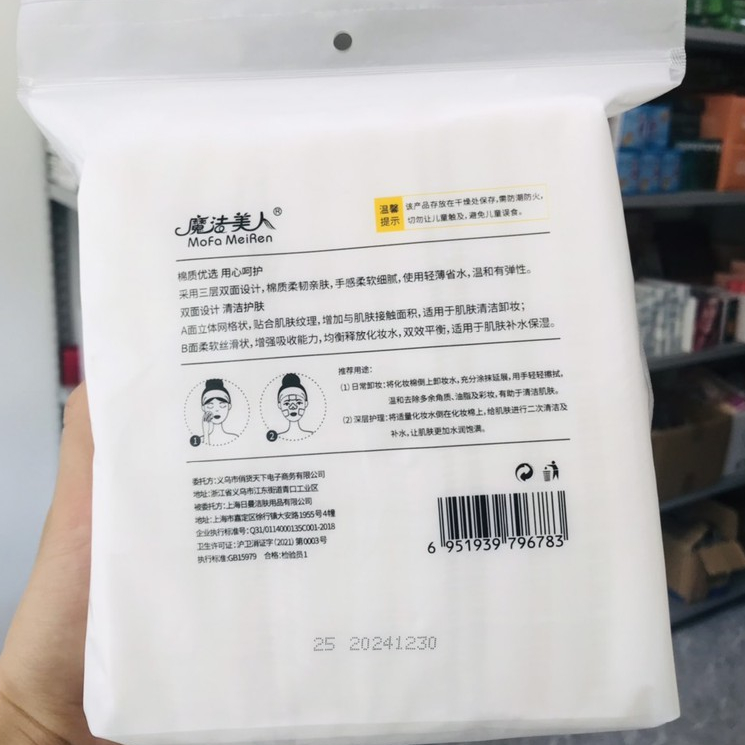 魔法美人®
MoFa MeiRen
温馨
提示
该产品存放在干燥处保存,需防潮防火,
切勿让儿童触及,避免儿童误食。
棉质优选 用心呵护
采用三层双面设计,棉质柔韧亲肤,手感柔软细腻,使用轻薄省水,温和有弹性。
双面设计 清洁护肤
A面立体网格状,贴合肌肤纹理,增加与肌肤接触面积,适用于肌肤清洁卸妆;
B面柔软丝滑状,增强吸收能力,均衡释放化妆水,双效平衡,适用于肌肤补水保湿。
推荐用途:
(1)日常卸妆:将化妆棉倒上卸妆水,充分涂抹延展,用手轻轻擦拭,
温和去除多余角质、油脂及彩妆,有助于清洁肌肤。
(2)深层护理:将适量化妆水倒在化妆棉上,给肌肤进行二次清洁及
补水,让肌肤更加水润饱满。
1
2
委托方:义乌市俏货天下电子商务有限公司
地址:浙江省义乌市江东街道青口工业区
被委托方:上海日曼洁肤用品有限公司
地址:上海市嘉定区徐行镇大安路1955号4幢
企业执行标准号:Q31/0114000135C001-2018
卫生许可证:沪卫消证字(2021)第0003号
执行标准:GB15979 合格:检验员1
6 951939 796783
25 20241230